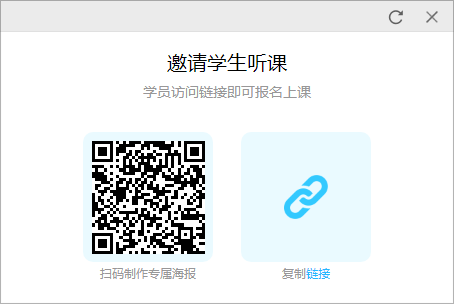 邀请学生听课
学员访问链接即可报名上课
扫码制作专属海报
复制链接